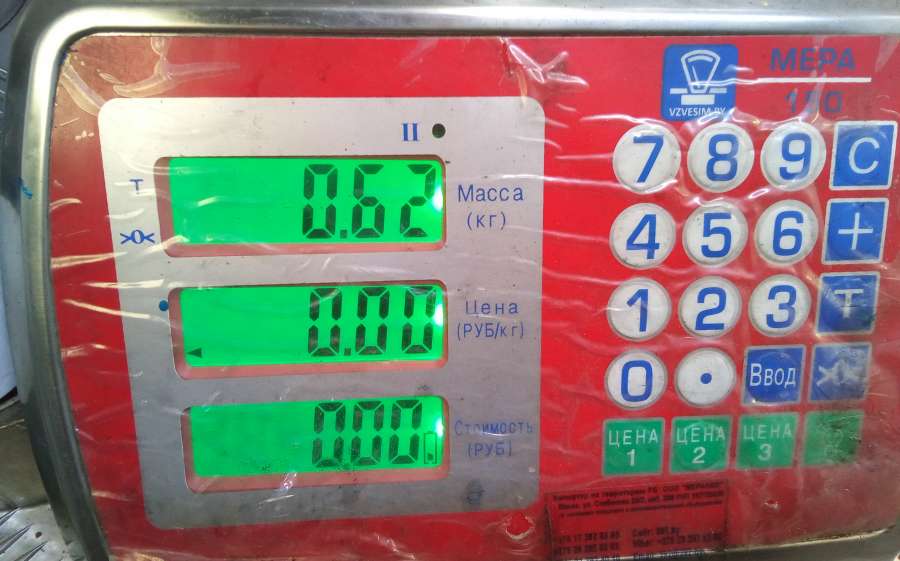 МЕРА
150
VZVESIM.BY
II
T
0.62
Масса
(кг)
>0<
0.00
Цена
(РУБ/кг)
0.00
Стоимость
(РУБ)
7 8 9 C
4 5 6 +
1 2 3 T
0 . Ввод
ЦЕНА 1
ЦЕНА 2
ЦЕНА 3